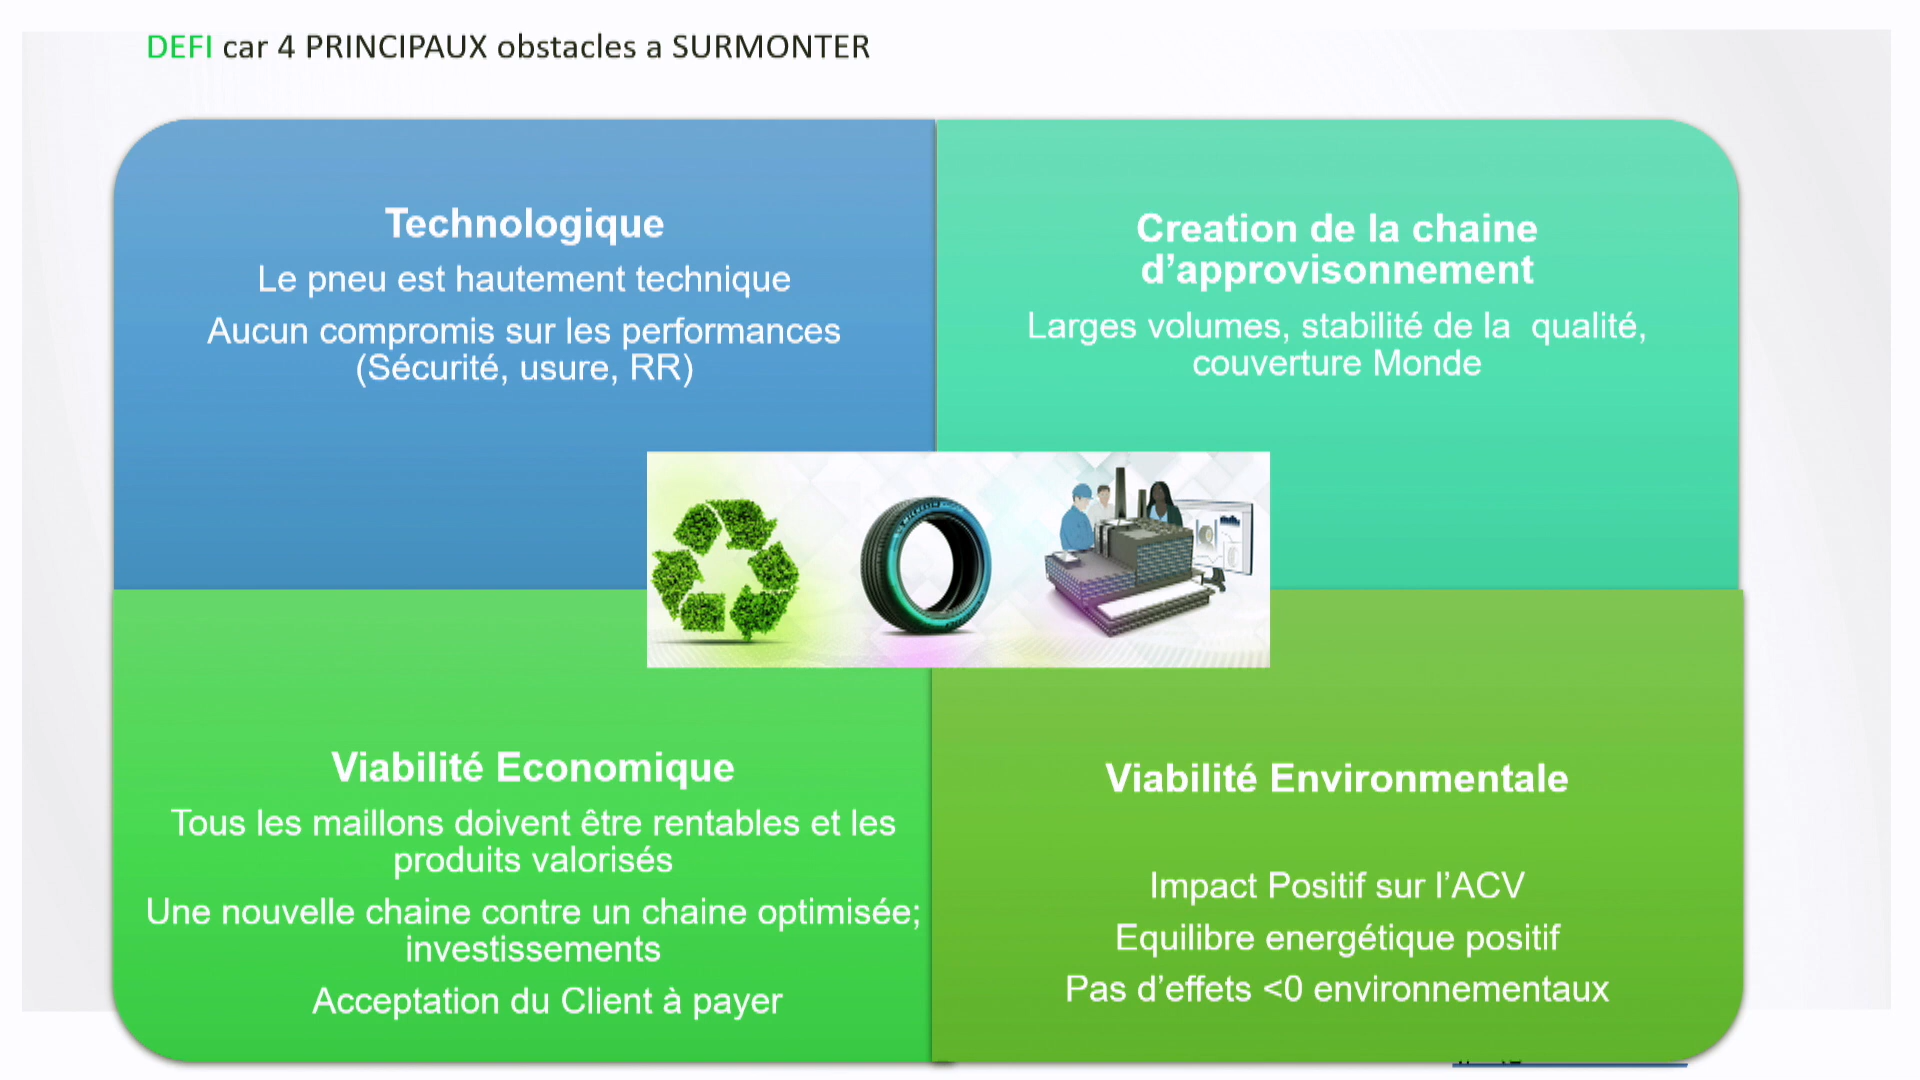 DEFI car 4 PRINCIPAUX obstacles a SURMONTER
Technologique
Le pneu est hautement technique
Aucun compromis sur les performances
(Sécurité, usure, RR)
Creation de la chaine
d’approvisonnement
Larges volumes, stabilité de la qualité,
couverture Monde
Viabilité Economique
Tous les maillons doivent être rentables et les
produits valorisés
Une nouvelle chaine contre un chaine optimisée;
investissements
Acceptation du Client à payer
Viabilité Environmentale
Impact Positif sur l’ACV
Equilibre energétique positif
Pas d’effets <0 environnementaux